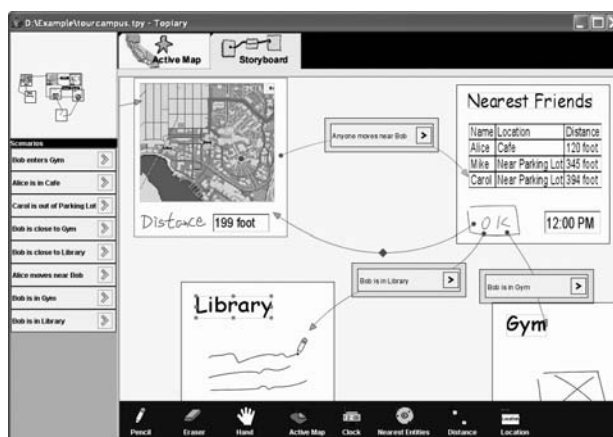 D:\Example\tourcampus.tpy - Topiary
Active Map
Storyboard
Scenarios
Bob enters Gym
Alice is in Cafe
Carol is out of Parking Lot
Bob is close to Gym
Bob is close to Library
Alice moves near Bob
Bob is in Gym
Bob is in Library
Distance 199 foot
Anyone moves near Bob
Nearest Friends
Name Location Distance
Alice Cafe 120 foot
Mike Near Parking Lot 345 foot
Carol Near Parking Lot 394 foot
OK 12:00 PM
Bob is in Library
Bob is in Gym
Library
Gym
Pencil Eraser Hand Active Map Clock Nearest Entities Distance Location